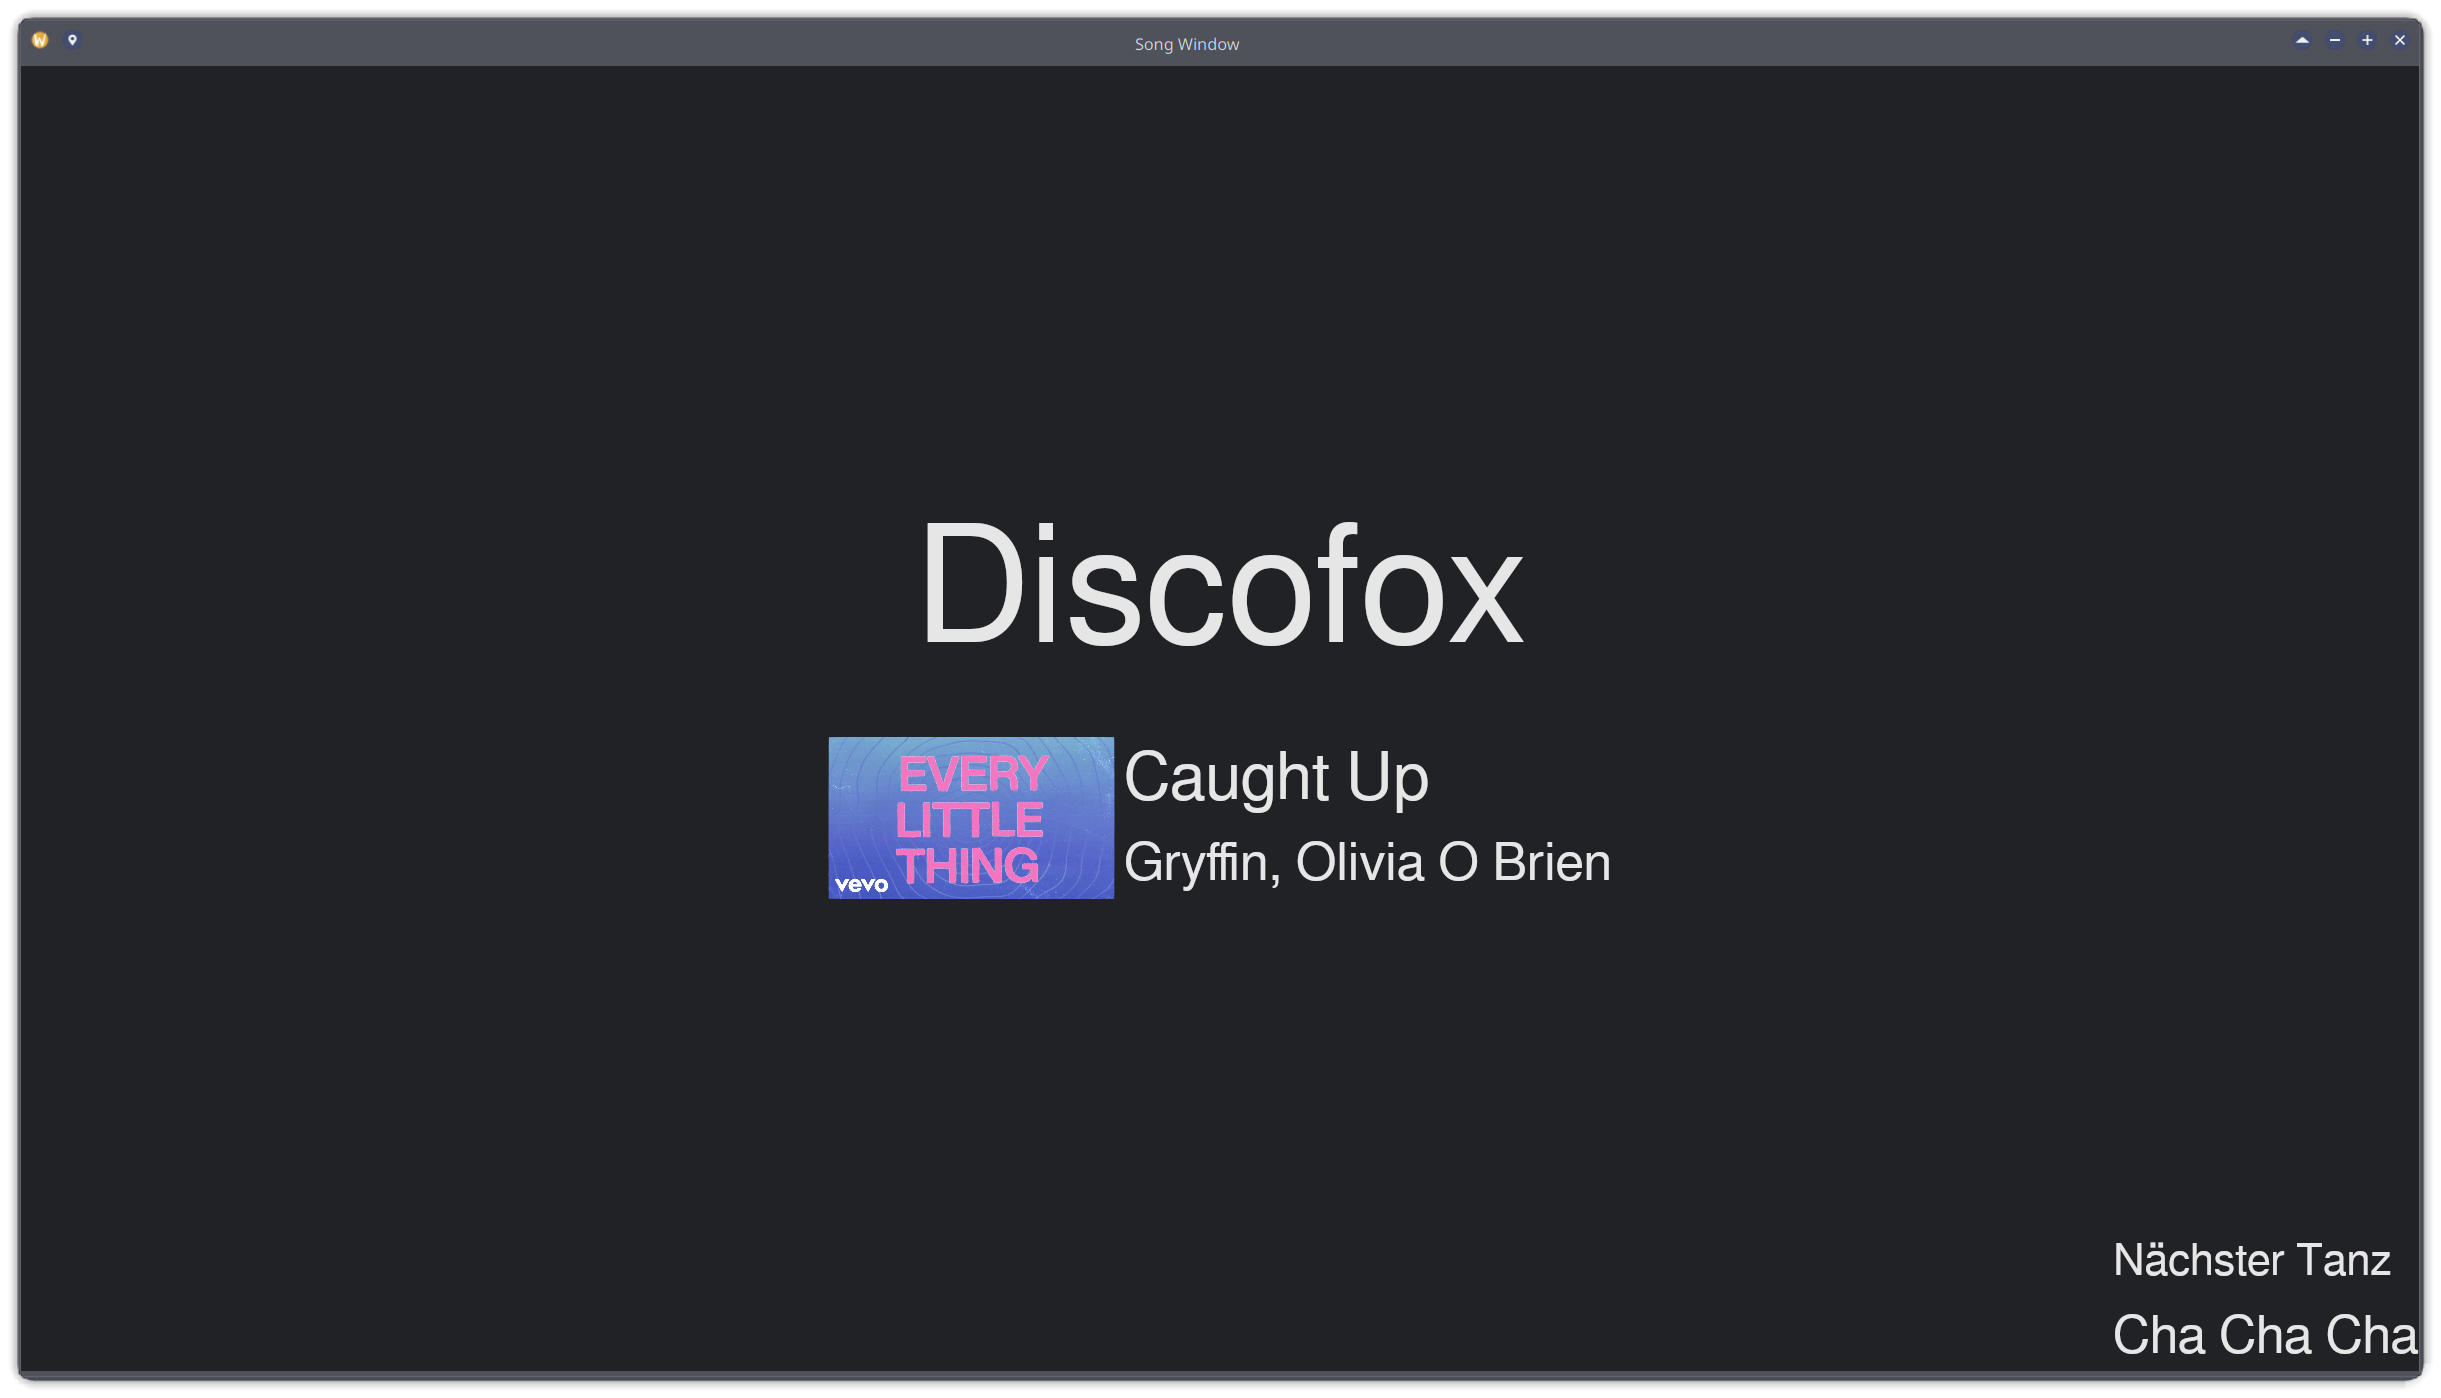 Song Window
Discofox
EVERY
LITTLE
THING
vevo
Caught Up
Gryffin, Olivia O Brien
Nächster Tanz
Cha Cha Cha